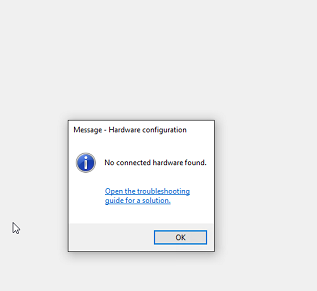 Message - Hardware configuration
No connected hardware found.
Open the troubleshooting
guide for a solution.
OK